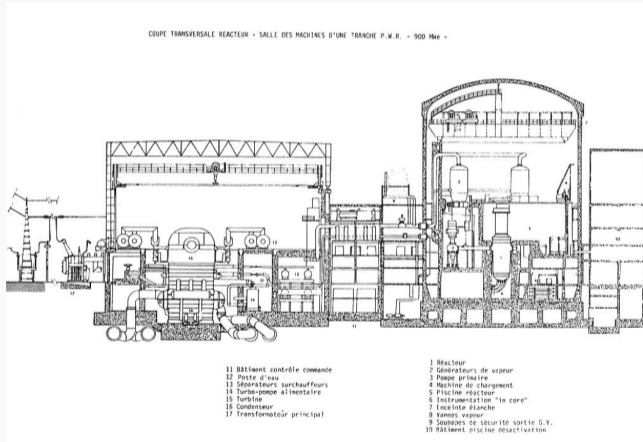 COUPE TRANSVERSALE REACTEUR - SALLE DES MACHINES D'UNE TRANCHE P.W.R. - 900 MWe -
11 Bâtiment contrôle commande
12 Poste d'eau
13 Séparateurs surchauffeurs
14 Turbo-pompe alimentaire
15 Turbine
16 Condenseur
17 Transformateur principal
1 Réacteur
2 Générateurs de vapeur
3 Pompe primaire
4 Machine de chargement
5 Piscine réacteur
6 Instrumentation "in core"
7 Enceinte étanche
8 Vannes vapeur
9 Soupapes de sécurité sortie G.V.
10 Bâtiment piscine désactivation